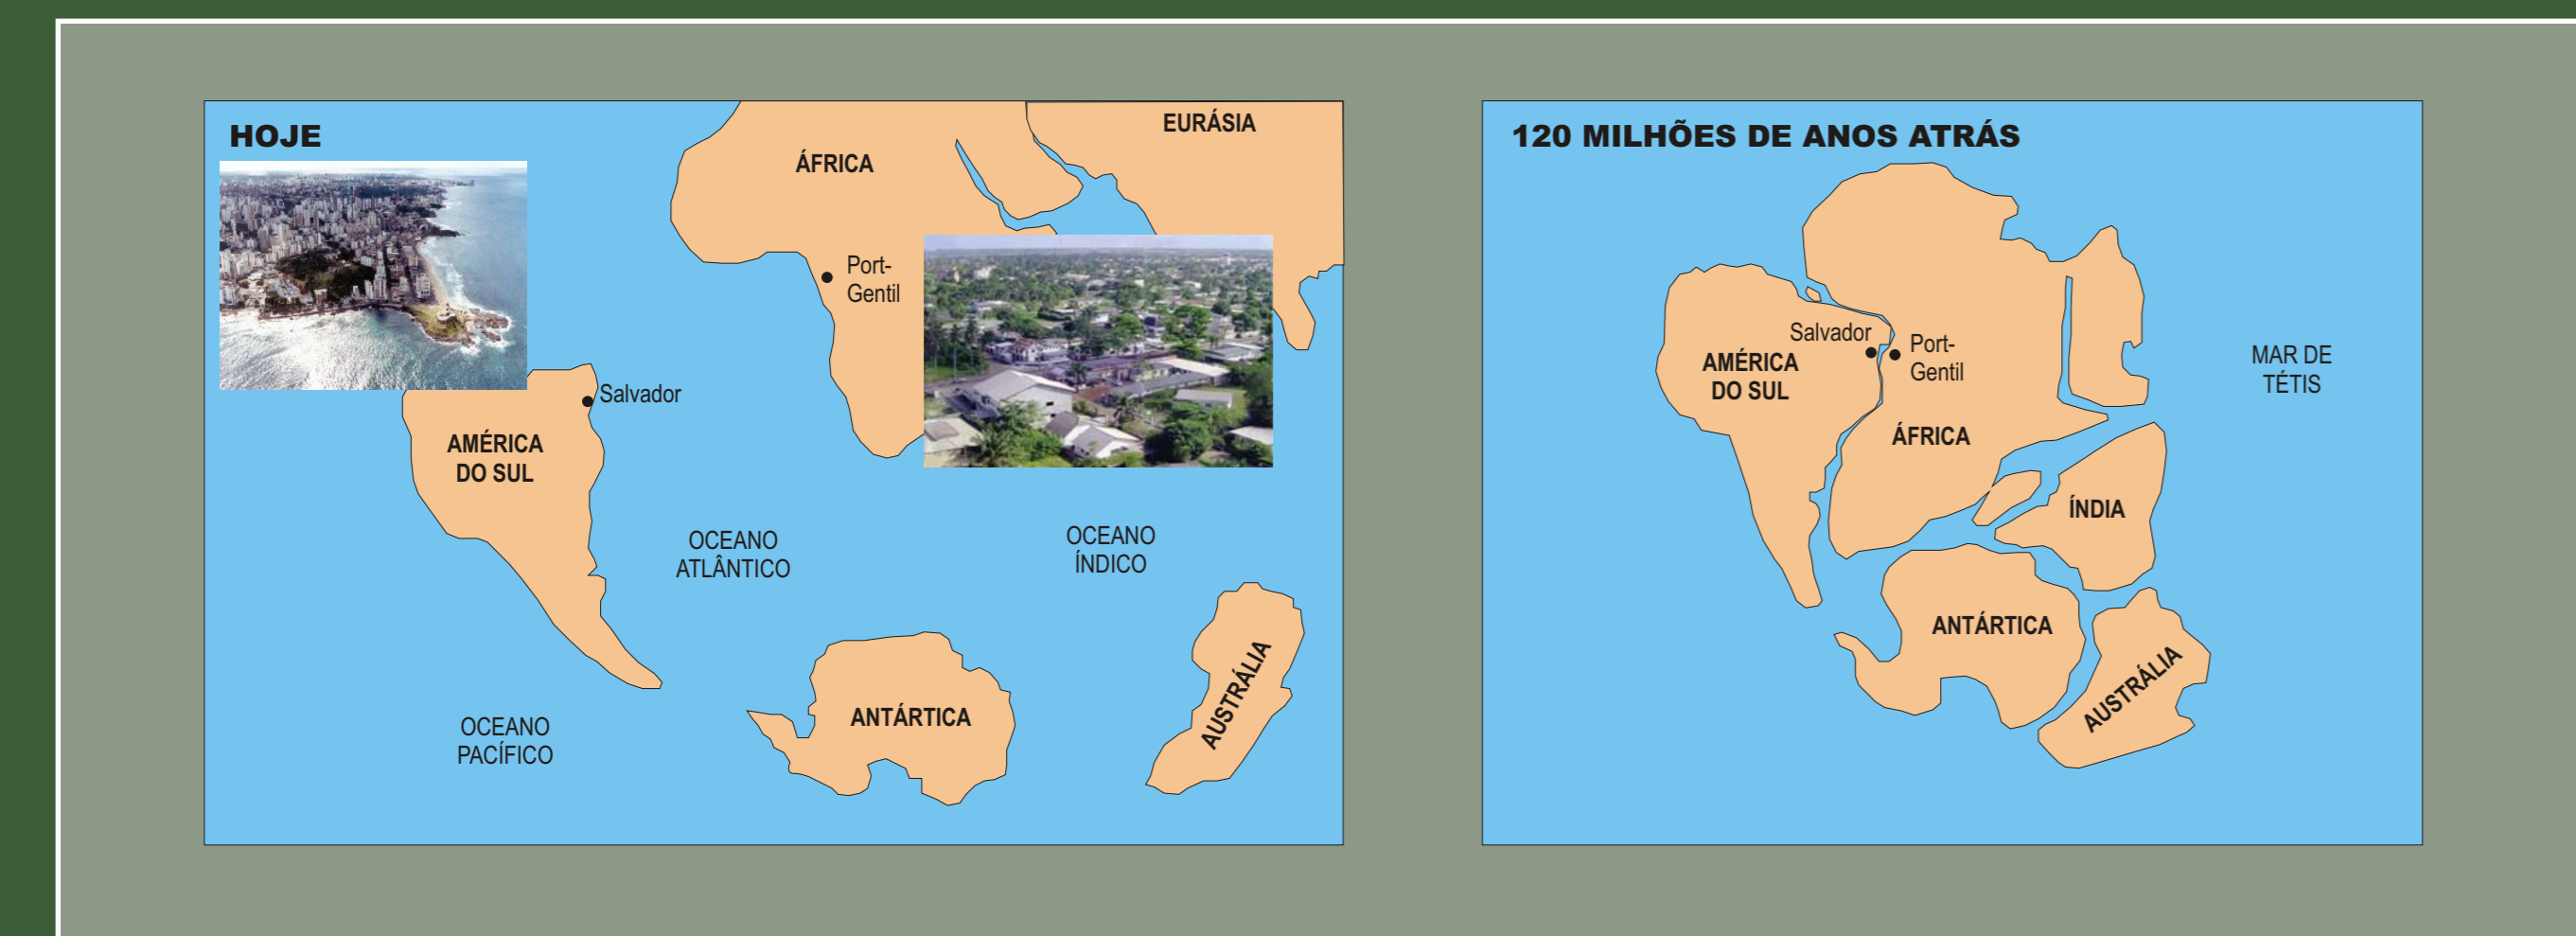 HOJE
EURÁSIA
ÁFRICA
Port-
Gentil
Salvador
AMÉRICA
DO SUL
OCEANO
ATLÂNTICO
OCEANO
ÍNDICO
AUSTRÁLIA
ANTÁRTICA
OCEANO
PACÍFICO
120 MILHÕES DE ANOS ATRÁS
Salvador
Port-
Gentil
AMÉRICA
DO SUL
MAR DE
TÉTIS
ÁFRICA
ÍNDIA
ANTÁRTICA
AUSTRÁLIA